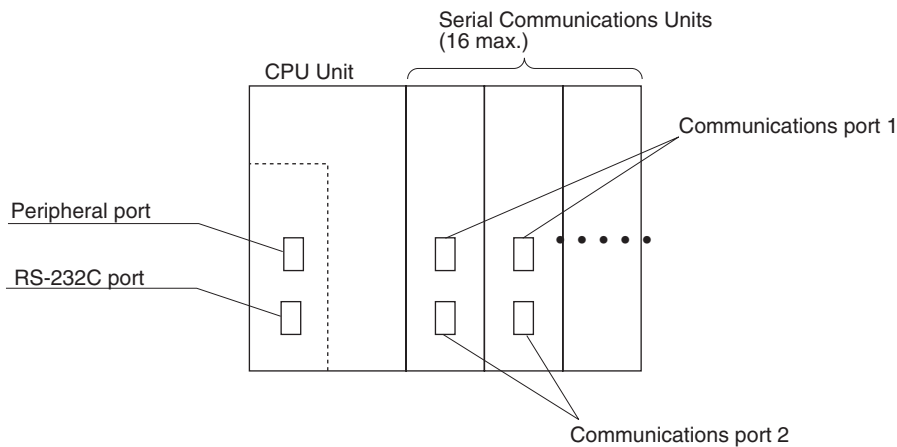 Serial Communications Units
(16 max.)
CPU Unit
Communications port 1
Peripheral port
RS-232C port
Communications port 2